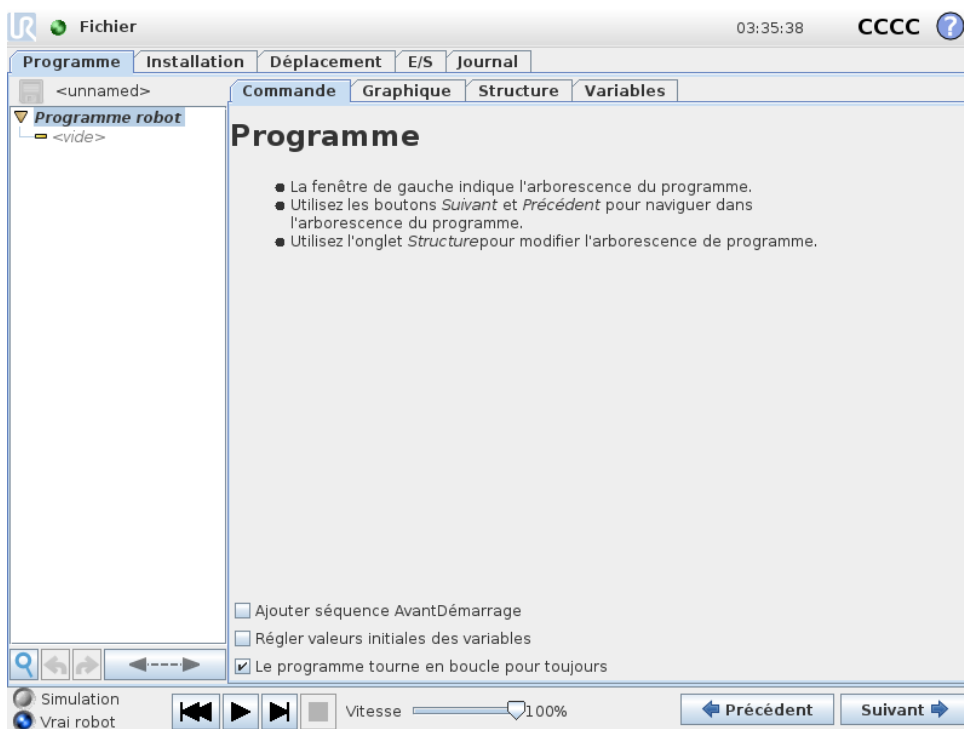 UR Fichier 03:35:38 CCCC ?
Programme Installation Déplacement E/S Journal
<unnamed> Commande Graphique Structure Variables
Programme robot
<vide>
Programme
La fenêtre de gauche indique l'arborescence du programme.
Utilisez les boutons Suivant et Précédent pour naviguer dans
l'arborescence du programme.
Utilisez l'onglet Structurepour modifier l'arborescence de programme.
Ajouter séquence AvantDémarrage
Régler valeurs initiales des variables
Le programme tourne en boucle pour toujours
Simulation
Vrai robot
Vitesse 100%
Précédent Suivant